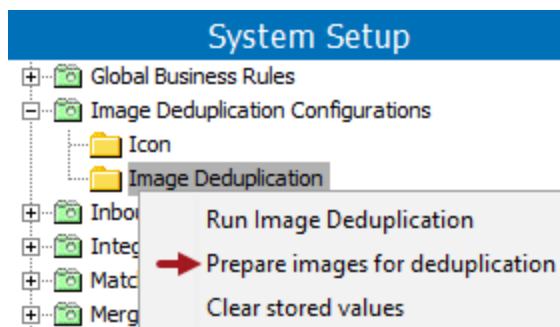 System Setup
Global Business Rules
Image Deduplication Configurations
Icon
Image Deduplication
Run Image Deduplication
Prepare images for deduplication
Clear stored values